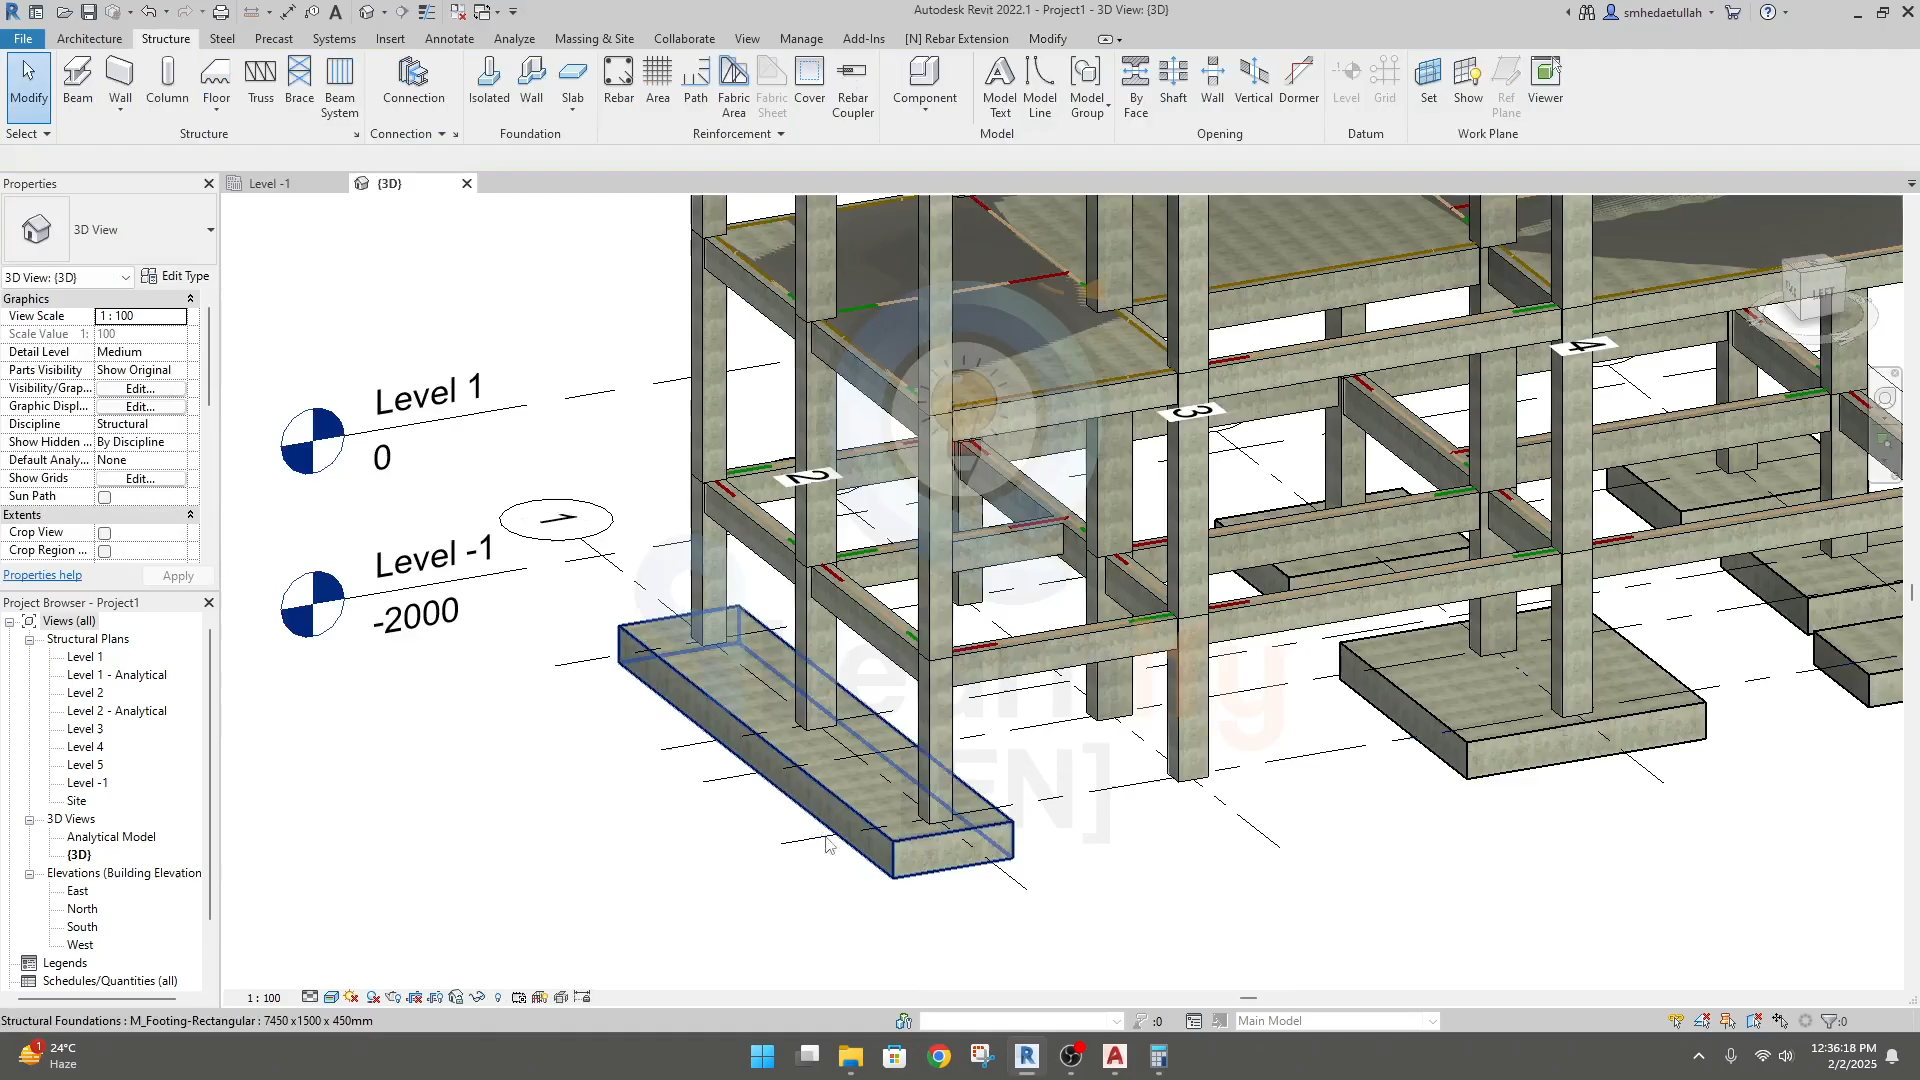 Autodesk Revit 2022.1 - Project1 - 3D View: {3D}
smhedaetullah
File Architecture Structure Steel Precast Systems Insert Annotate Analyze Massing & Site Collaborate View Manage Add-Ins [N] Rebar Extension Modify
Modify Beam Wall Column Floor Truss Brace Beam System Connection Isolated Wall Slab Rebar Area Path Fabric Area Fabric Sheet Cover Rebar Coupler Component Model Text Model Line Model Group By Face Shaft Wall Vertical Dormer Level Grid Set Show Ref Plane Viewer
Select Structure Connection Foundation Reinforcement Model Opening Datum Work Plane
Properties
Level -1
{3D}
3D View
3D View: {3D}
Edit Type
Graphics
View Scale 1 : 100
Scale Value 1: 100
Detail Level Medium
Parts Visibility Show Original
Visibility/Grap... Edit...
Graphic Displ... Edit...
Discipline Structural
Show Hidden ... By Discipline
Default Analy... None
Show Grids Edit...
Sun Path
Extents
Crop View
Crop Region ...
Properties help
Apply
Project Browser - Project1
Views (all)
Structural Plans
Level 1
Level 1 - Analytical
Level 2
Level 2 - Analytical
Level 3
Level 4
Level 5
Level -1
Site
3D Views
Analytical Model
{3D}
Elevations (Building Elevation
East
North
South
West
Legends
Schedules/Quantities (all)
Level 1
0
Level -1
-2000
1
2
3
4
LEFT
EN]
1 : 100
Structural Foundations : M_Footing-Rectangular : 7450 x1500 x 450mm
:0
Main Model
:0
1
24°C
Haze
12:36:18 PM
2/2/2025